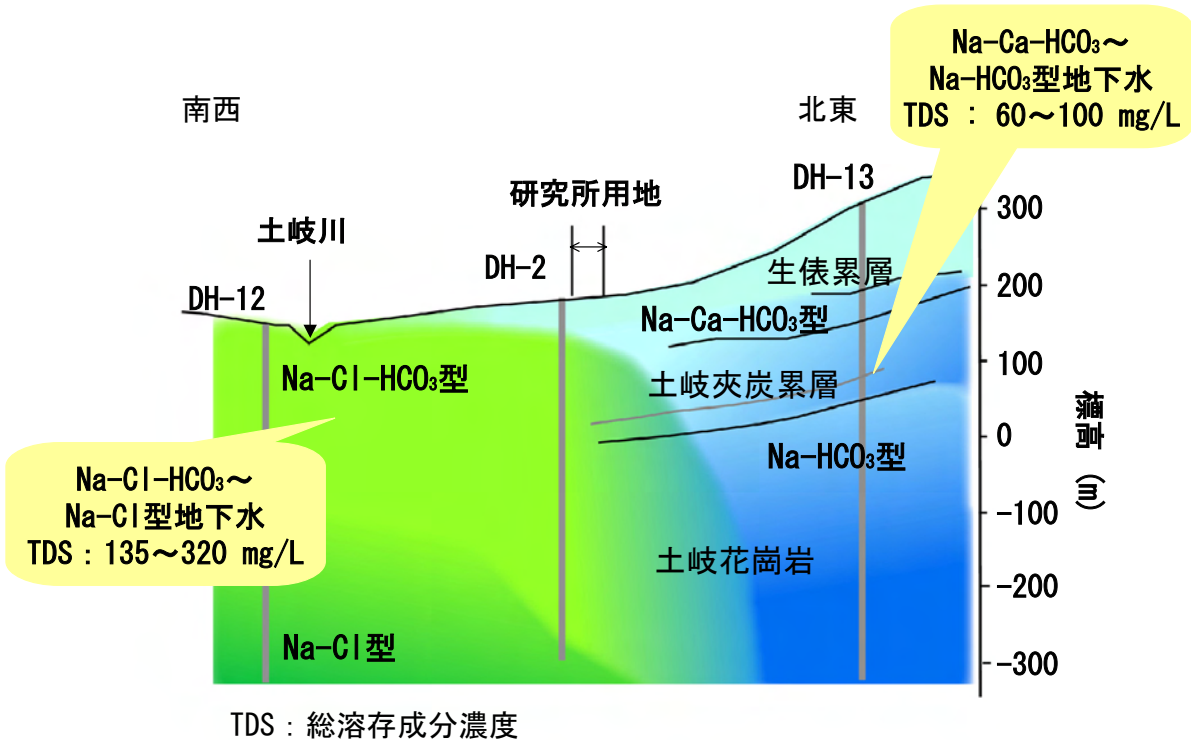 Na-Ca-HCO₃～
Na-HCO₃型地下水
TDS : 60～100 mg/L
南西
北東
DH-13
研究所用地
土岐川
DH-2
DH-12
300
生俵累層
200
Na-Ca-HCO₃型
Na-Cl-HCO₃型
土岐夾炭累層
100
標高 (m)
0
Na-HCO₃型
Na-Cl-HCO₃～
Na-Cl型地下水
TDS : 135～320 mg/L
-100
土岐花崗岩
-200
Na-Cl型
-300
TDS : 総溶存成分濃度